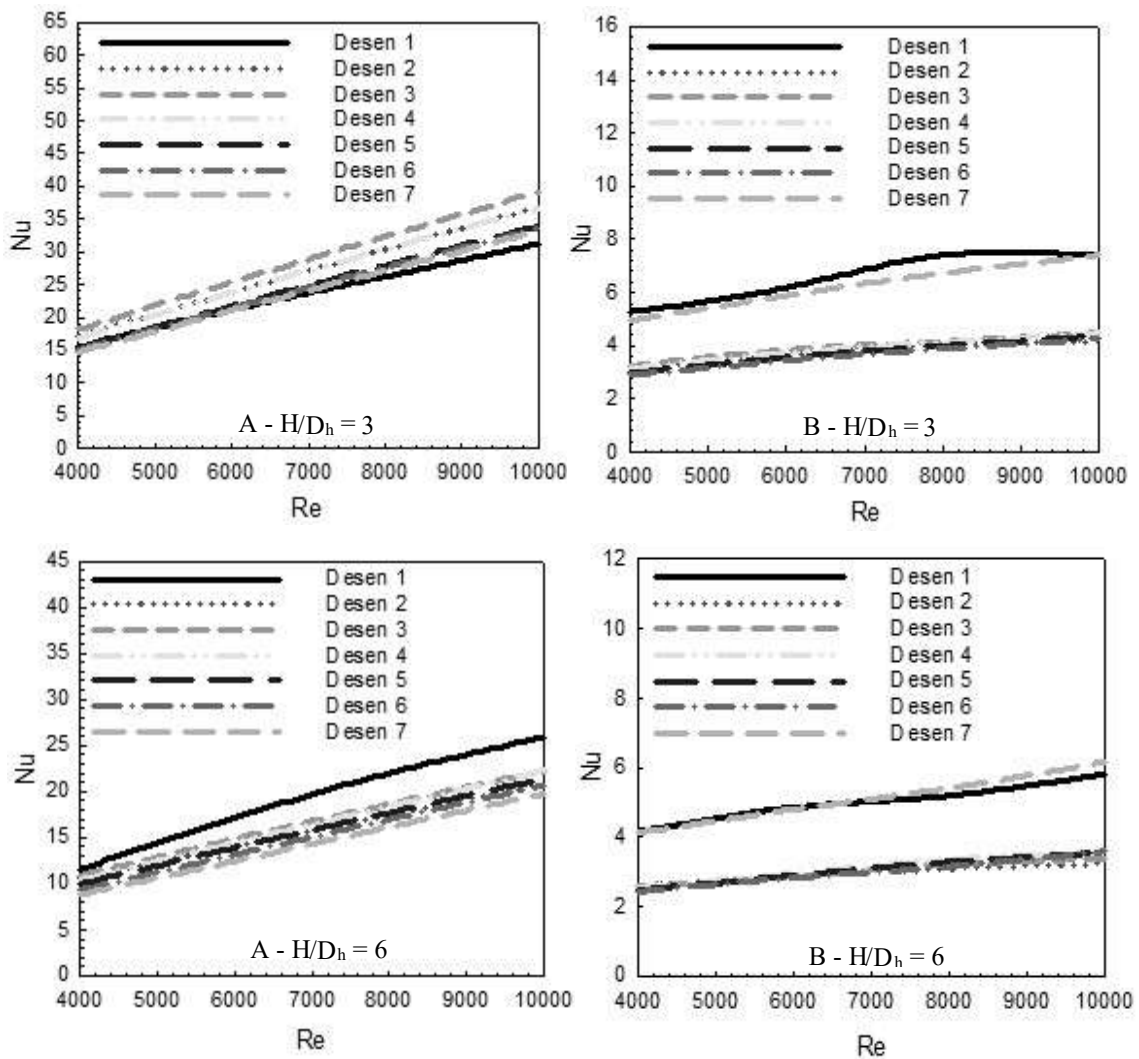 65
60
55
50
45
40
35
30
25
20
15
10
5
0
Nu
Desen 1
Desen 2
Desen 3
Desen 4
Desen 5
Desen 6
Desen 7
A - H/Dₕ = 3
4000 5000 6000 7000 8000 9000 10000
Re
16
14
12
10
8
6
4
2
0
Nu
Desen 1
Desen 2
Desen 3
Desen 4
Desen 5
Desen 6
Desen 7
B - H/Dₕ = 3
4000 5000 6000 7000 8000 9000 10000
Re
45
40
35
30
25
20
15
10
5
0
Nu
Desen 1
Desen 2
Desen 3
Desen 4
Desen 5
Desen 6
Desen 7
A - H/Dₕ = 6
4000 5000 6000 7000 8000 9000 10000
Re
12
10
8
6
4
2
0
Nu
Desen 1
Desen 2
Desen 3
Desen 4
Desen 5
Desen 6
Desen 7
B - H/Dₕ = 6
4000 5000 6000 7000 8000 9000 10000
Re